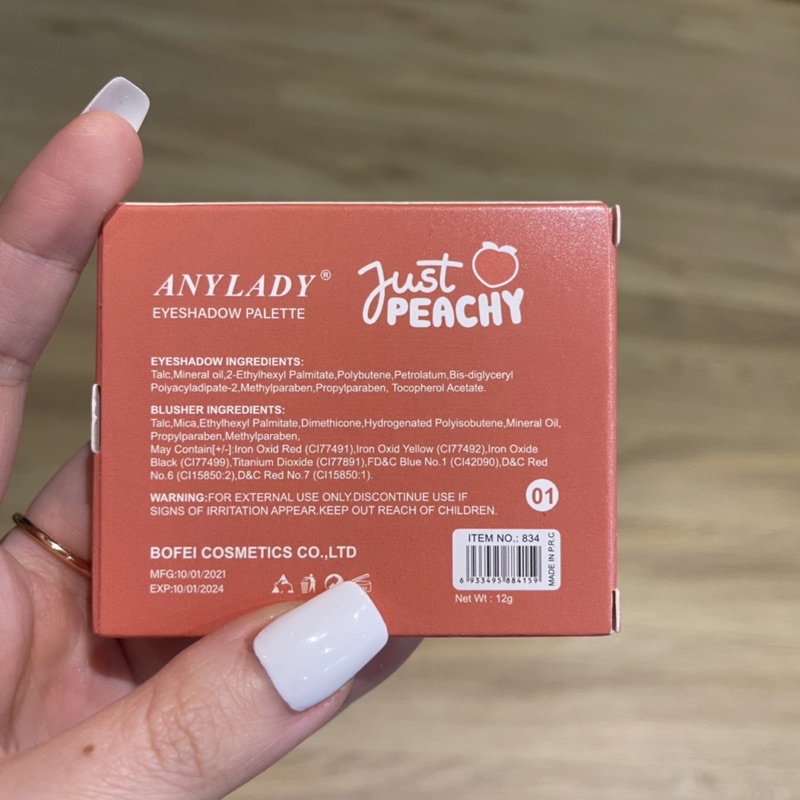 ANYLADY®
EYESHADOW PALETTE
Just
PEACHY
EYESHADOW INGREDIENTS:
Talc,Mineral oil,2-Ethylhexyl Palmitate,Polybutene,Petrolatum,Bis-diglyceryl
Poiyacyladipate-2,Methylparaben,Propylparaben, Tocopherol Acetate.
BLUSHER INGREDIENTS:
Talc,Mica,Ethylhexyl Palmitate,Dimethicone,Hydrogenated Polyisobutene,Mineral Oil,
Propylparaben,Methylparaben,
May Contain[+/-]:Iron Oxid Red (CI77491),Iron Oxid Yellow (CI77492),Iron Oxide
Black (CI77499),Titanium Dioxide (CI77891),FD&C Blue No.1 (CI42090),D&C Red
No.6 (CI15850:2),D&C Red No.7 (CI15850:1).
WARNING:FOR EXTERNAL USE ONLY.DISCONTINUE USE IF
SIGNS OF IRRITATION APPEAR.KEEP OUT REACH OF CHILDREN.
01
BOFEI COSMETICS CO.,LTD
MFG:10/01/2021
EXP:10/01/2024
ITEM NO.: 834
6 933495 884159
MADE IN P.R.C
Net Wt : 12g